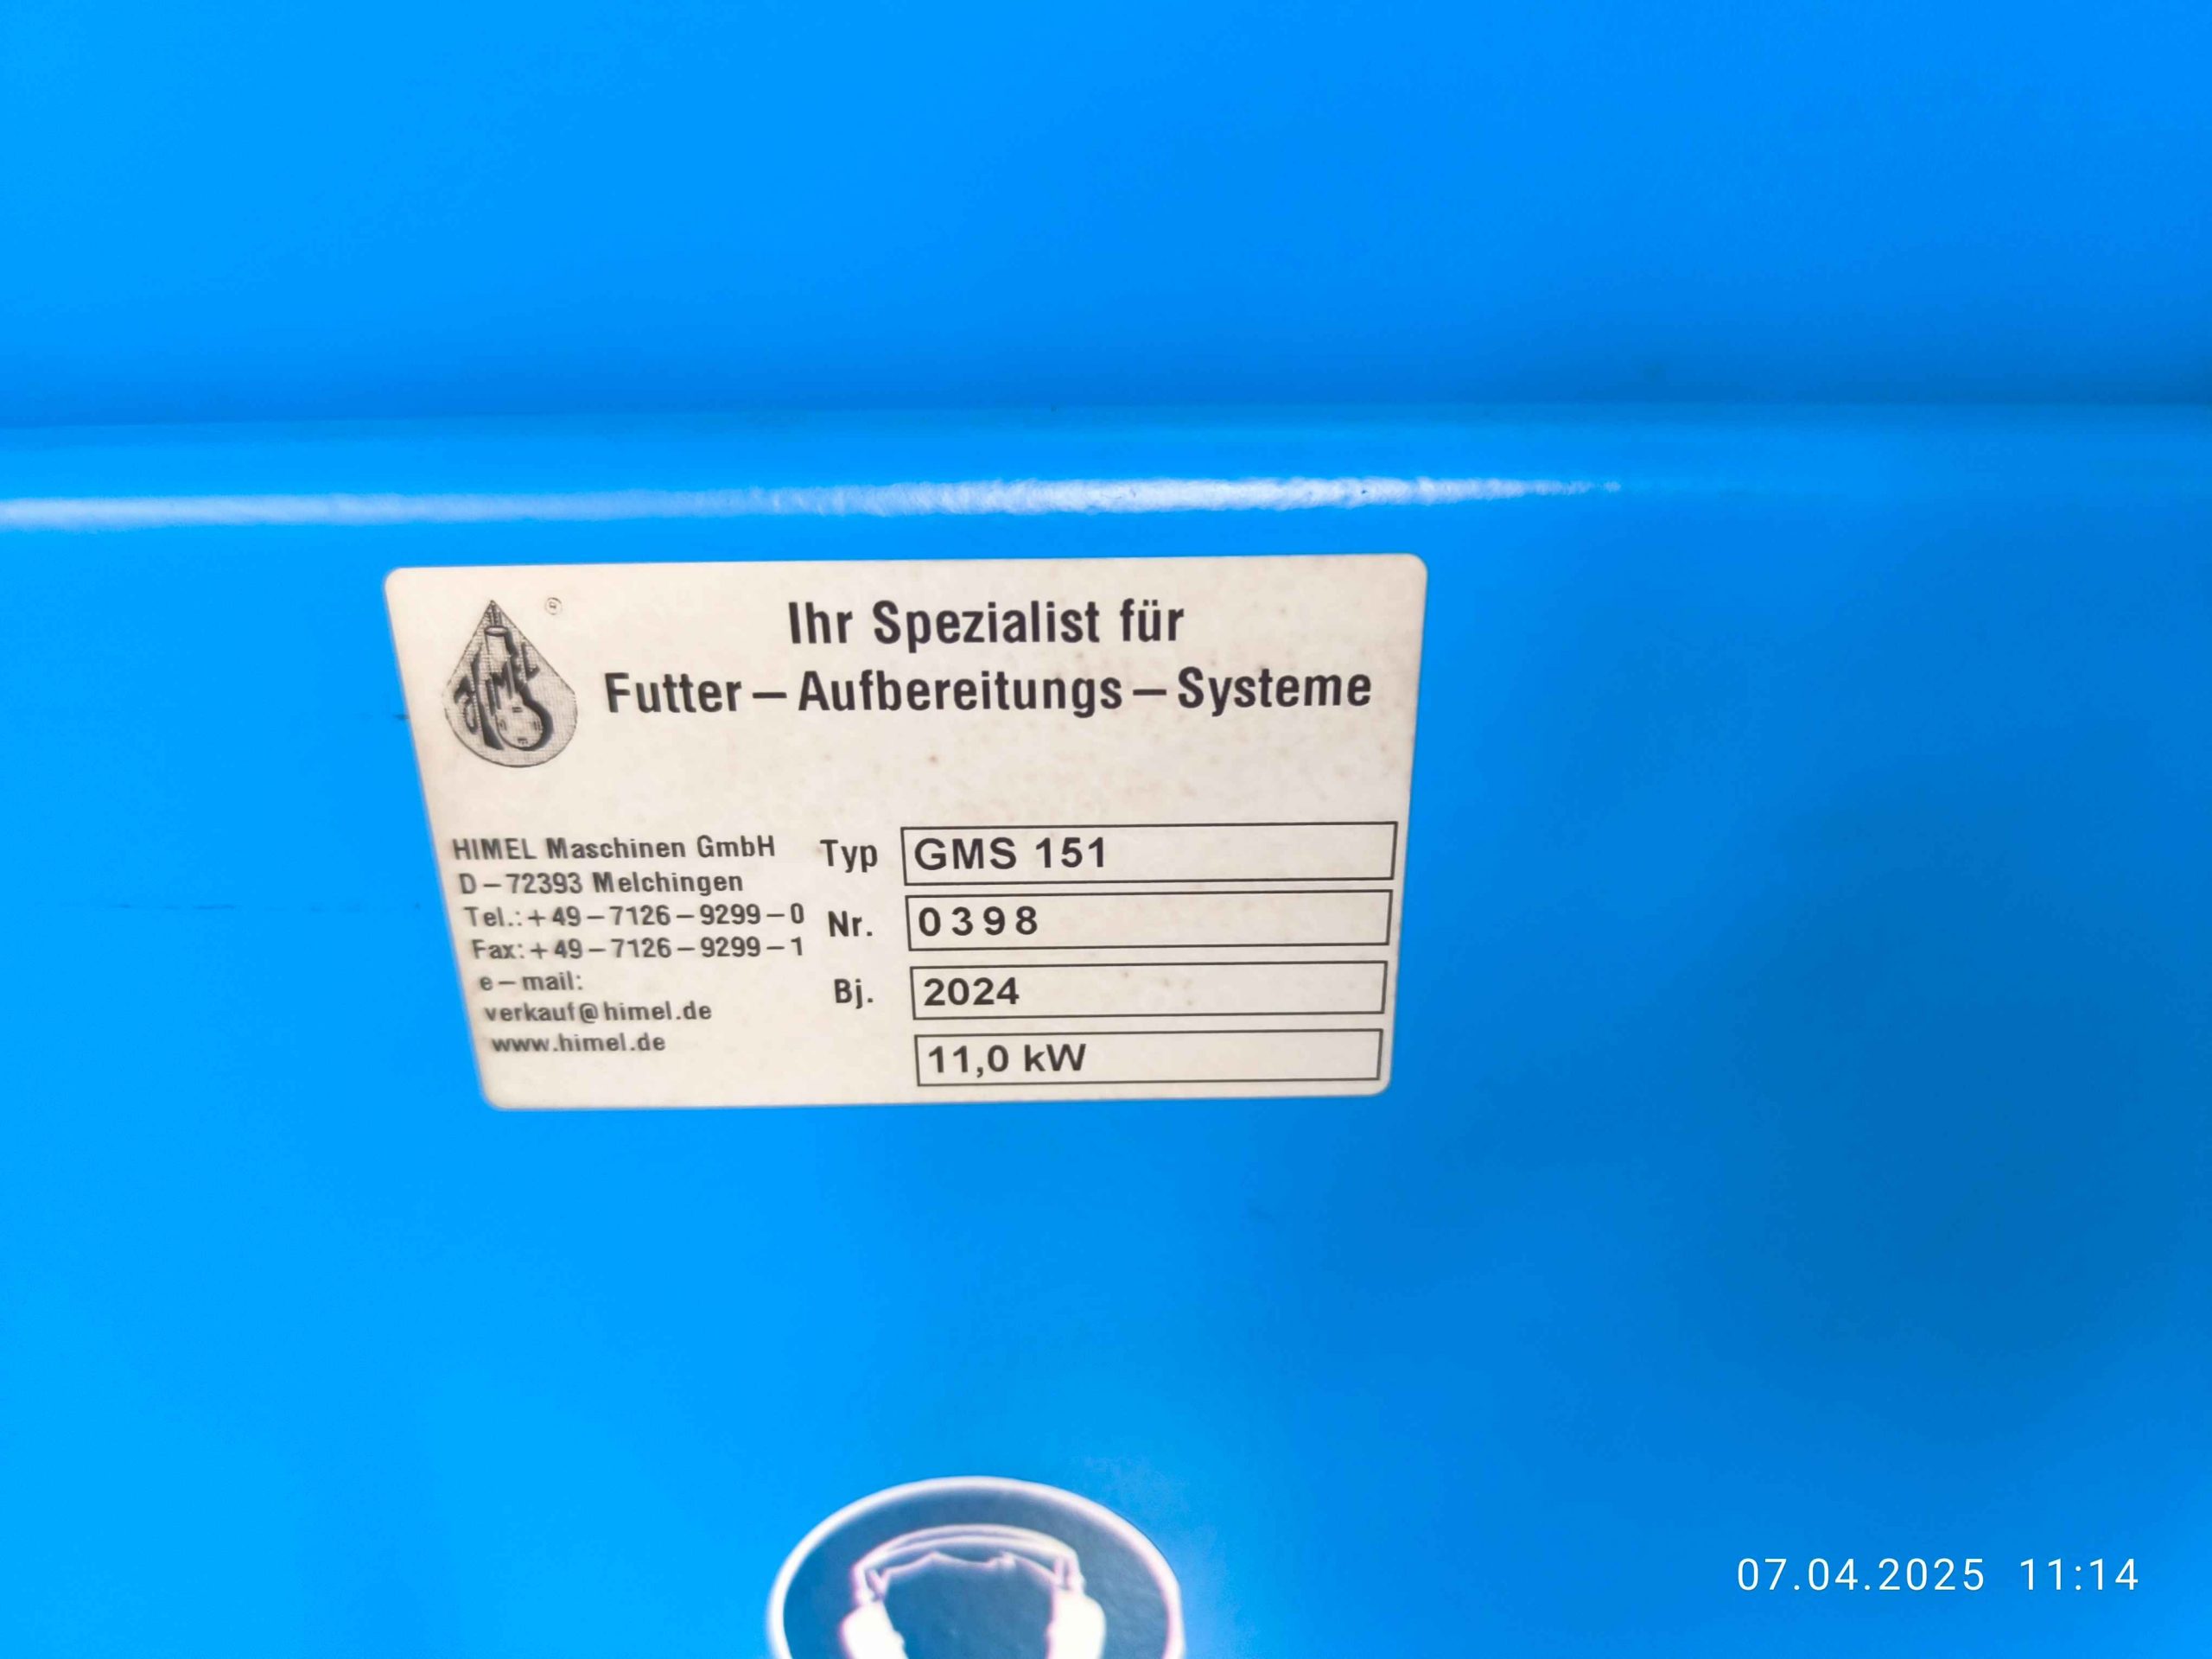 HIMEL
®
Ihr Spezialist für
Futter – Aufbereitungs – Systeme
HIMEL Maschinen GmbH
D – 72393 Melchingen
Tel.: + 49 – 7126 – 9299 – 0
Fax: + 49 – 7126 – 9299 – 1
e – mail:
verkauf@himel.de
www.himel.de
Typ GMS 151
Nr. 0398
Bj. 2024
11,0 kW
07.04.2025 11:14